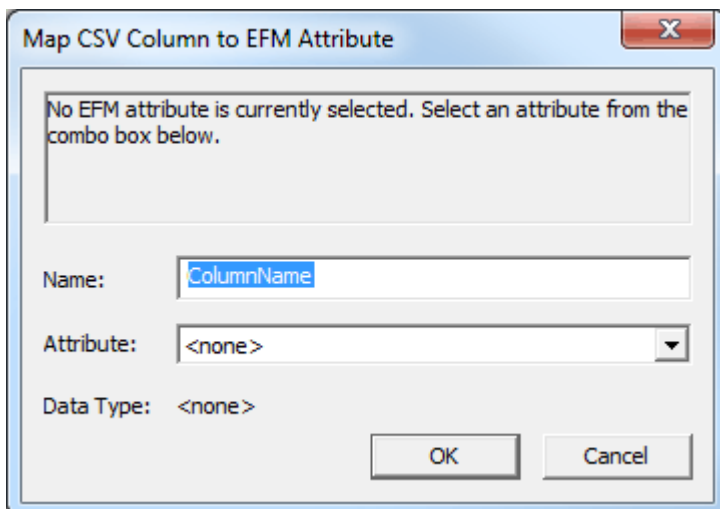 Map CSV Column to EFM Attribute
No EFM attribute is currently selected. Select an attribute from the
combo box below.
Name: ColumnName
Attribute: <none>
Data Type: <none>
OK Cancel